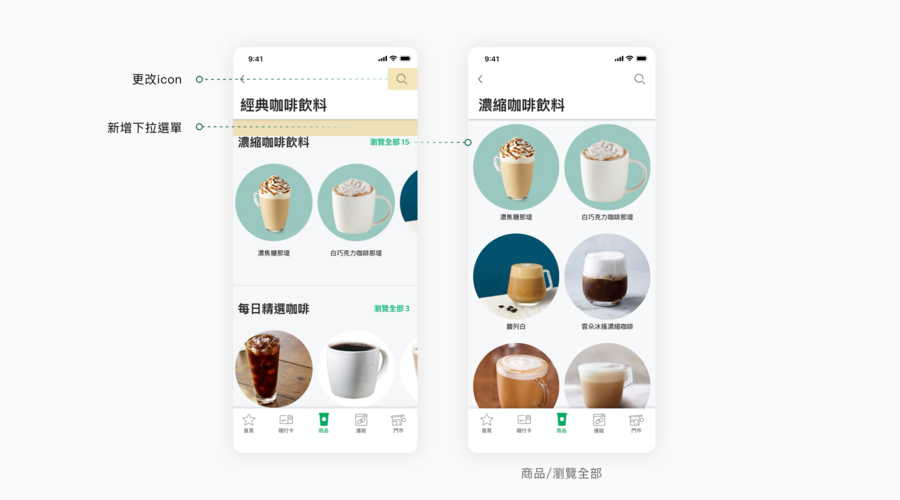 9:41
更改icon
經典咖啡飲料
新增下拉選單
濃縮咖啡飲料 瀏覽全部 15
濃焦糖那堤 白巧克力咖啡那堤
每日精選咖啡 瀏覽全部 3
首頁 隨行卡 商品 連結 門市
9:41
濃縮咖啡飲料
濃焦糖那堤 白巧克力咖啡那堤
馥列白 雲朵冰搖濃縮咖啡
首頁 隨行卡 商品 連結 門市
商品/瀏覽全部